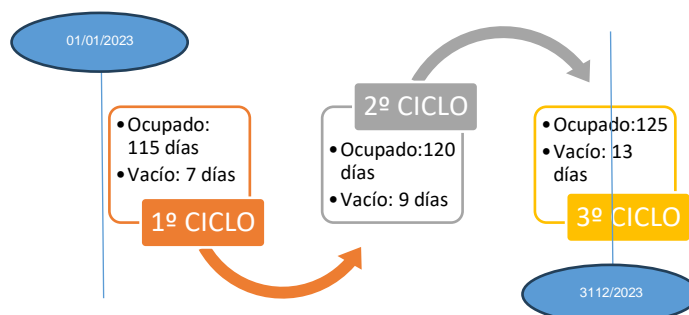 01/01/2023
• Ocupado:
115 días
• Vacío: 7 días
1º CICLO
2º CICLO
• Ocupado:120
días
• Vacío: 9 días
• Ocupado:125
• Vacío: 13
días
3º CICLO
3112/2023